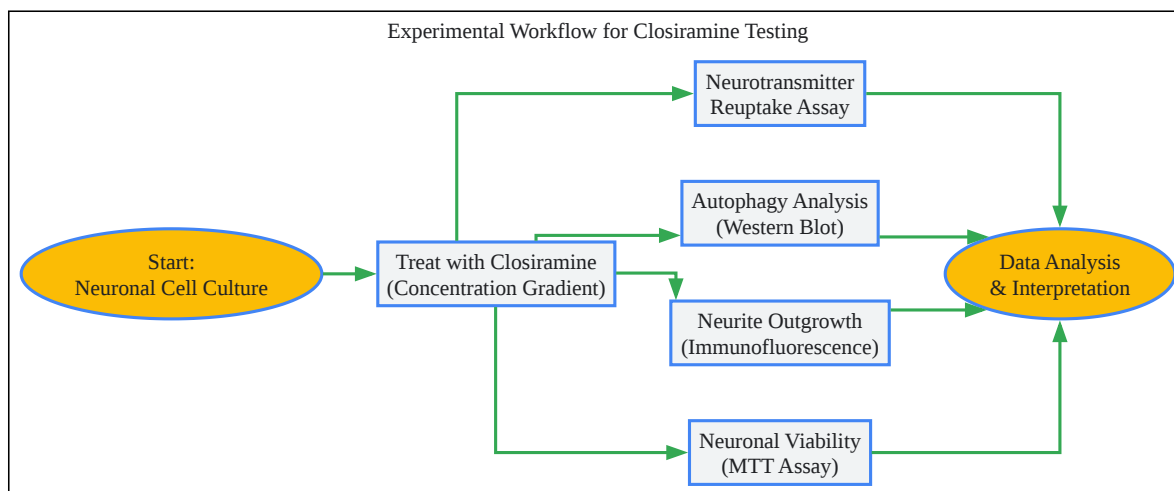 Experimental Workflow for Closiramine Testing
Start:
Neuronal Cell Culture
Treat with Closiramine
(Concentration Gradient)
Neurotransmitter
Reuptake Assay
Autophagy Analysis
(Western Blot)
Neurite Outgrowth
(Immunofluorescence)
Neuronal Viability
(MTT Assay)
Data Analysis
& Interpretation